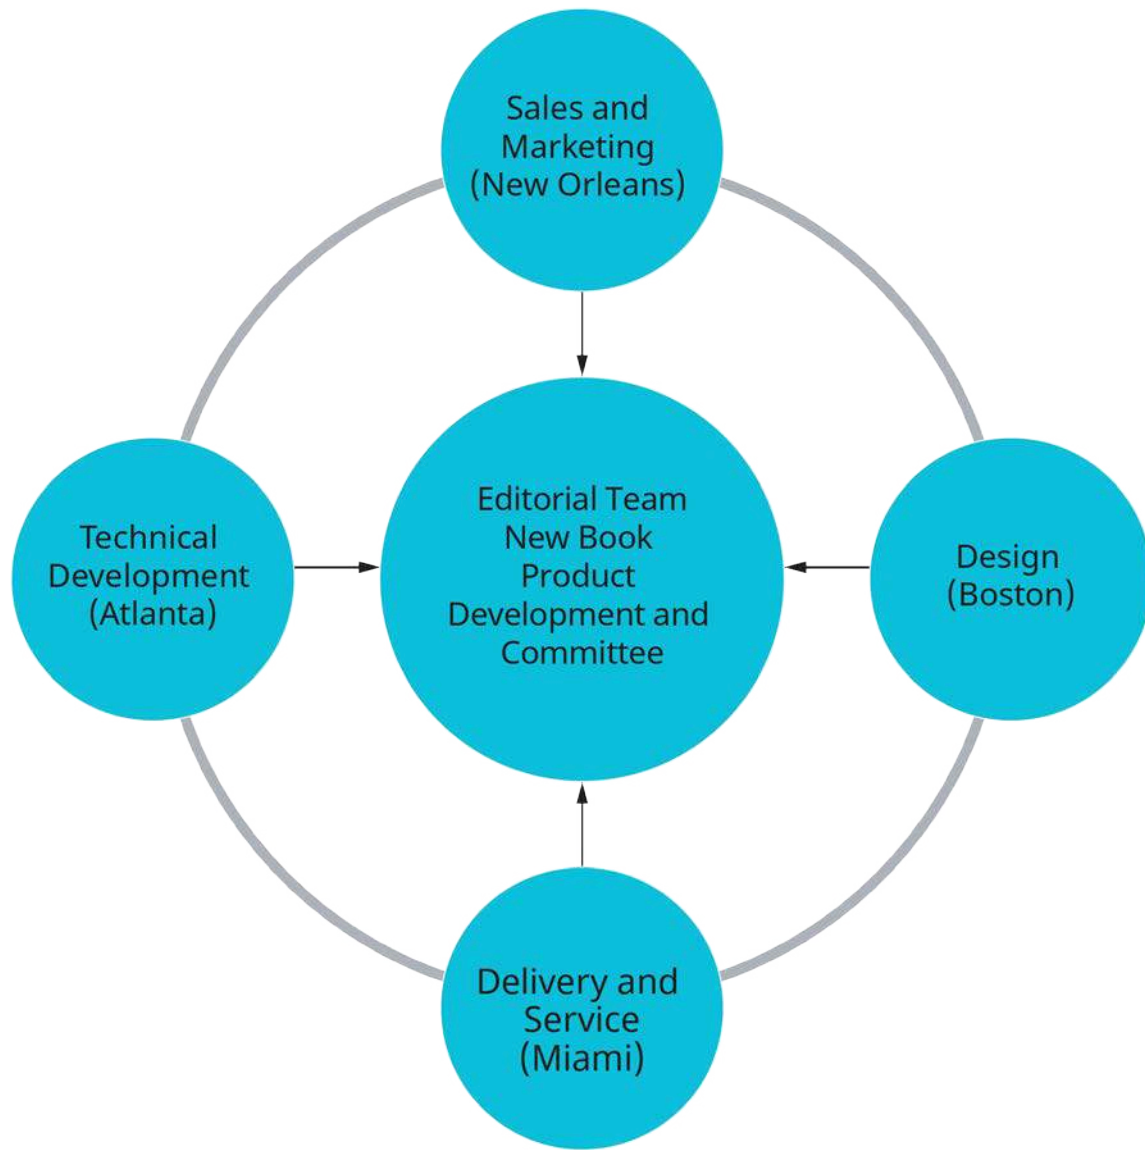 Sales and
Marketing
(New Orleans)
Technical
Development
(Atlanta)
Editorial Team
New Book
Product
Development and
Committee
Design
(Boston)
Delivery and
Service
(Miami)